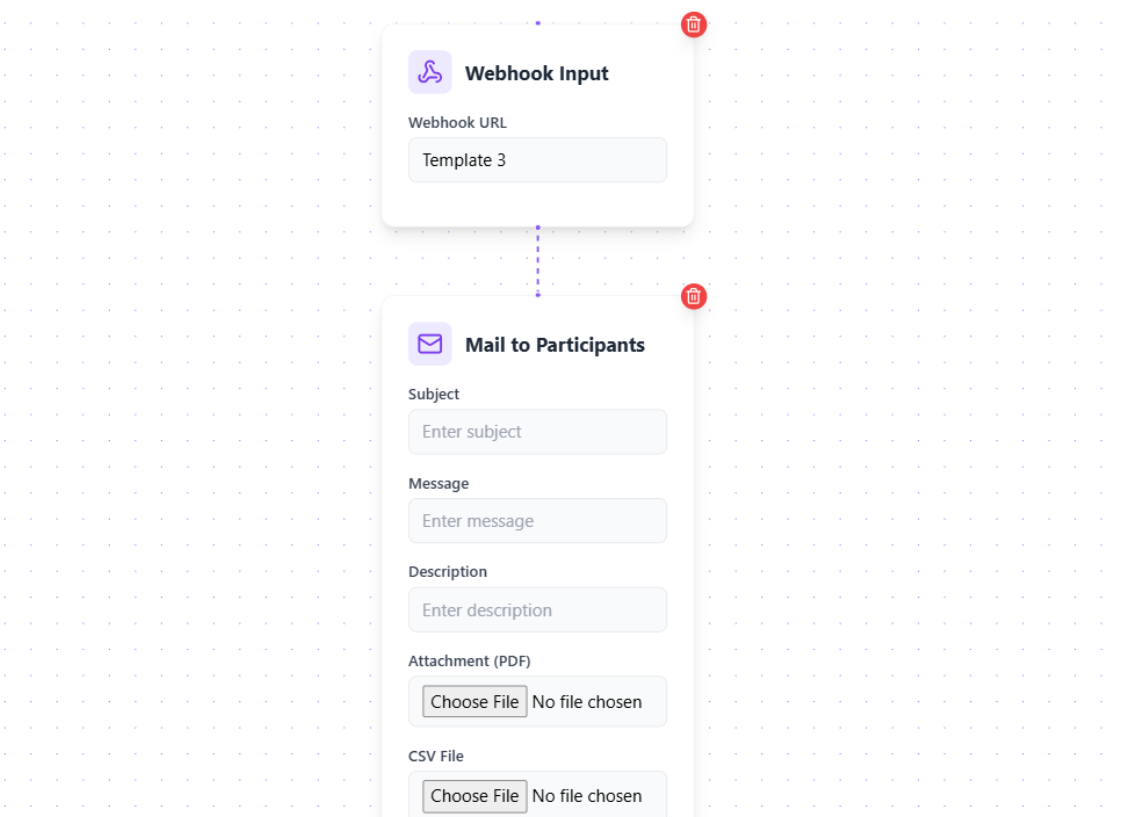 Webhook Input
Webhook URL
Template 3
Mail to Participants
Subject
Enter subject
Message
Enter message
Description
Enter description
Attachment (PDF)
Choose File No file chosen
CSV File
Choose File No file chosen